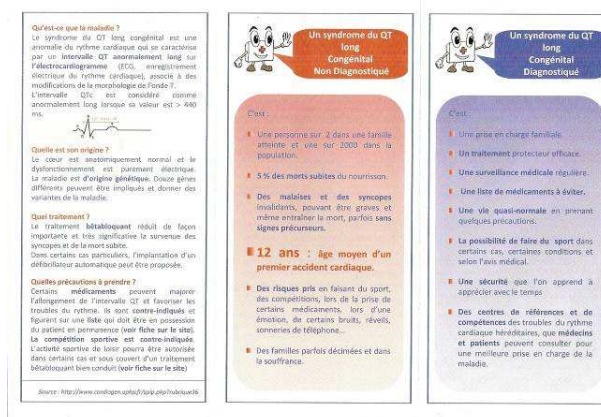 Qu'est-ce que la maladie ?
Le syndrome du QT long congénital est une
anomalie du rythme cardiaque qui se caractérise
par un intervalle QT anormalement long sur
l'électrocardiogramme (ECG, enregistrement
électrique du rythme cardiaque), associé à des
modifications de la morphologie de l'onde T.
L'intervalle QTc est considéré comme
anormalement long lorsque sa valeur est > 440
ms.
Quelle est son origine ?
Le cœur est anatomiquement normal et le
dysfonctionnement est purement électrique.
La maladie est d'origine génétique. Douze gènes
différents peuvent être impliqués et donner des
variantes de la maladie.
Quel traitement ?
Le traitement bêtabloquant réduit de façon
importante et très significative la survenue des
syncopes et de la mort subite.
Dans certains cas particuliers, l'implantation d'un
défibrillateur automatique peut être proposée.
Quelles précautions à prendre ?
Certains médicaments peuvent majorer
l'allongement de l'intervalle QT et favoriser les
troubles du rythme. Ils sont contre-indiqués et
figurent sur une liste qui doit être en possession
du patient en permanence (voir fiche sur le site).
La compétition sportive est contre-indiquée.
L'activité sportive de loisir pourra être autorisée
dans certains cas et sous couvert d'un traitement
bêtabloquant bien conduit (voir fiche sur le site)
Source : http://www.cardiogen.aphp.fr/spip.php?rubrique36
Un syndrome du QT
long
Congénital
Non Diagnostiqué
C'est :
Une personne sur 2 dans une famille
atteinte et une sur 2000 dans la
population.
5 % des morts subites du nourrisson.
Des malaises et des syncopes
invalidants, pouvant être graves et
même entraîner la mort, parfois sans
signes précurseurs.
12 ans : âge moyen d'un
premier accident cardiaque.
Des risques pris en faisant du sport,
des compétitions, lors de la prise de
certains médicaments, lors d'une
émotion, de certains bruits, réveils,
sonneries de téléphone...
Des familles parfois décimées et dans
la souffrance.
Un syndrome du QT
long
Congénital
Diagnostiqué
C'est :
Une prise en charge familiale.
Un traitement protecteur efficace.
Une surveillance médicale régulière.
Une liste de médicaments à éviter.
Une vie quasi-normale en prenant
quelques précautions.
La possibilité de faire du sport dans
certains cas, certaines conditions et
selon l'avis médical.
Une sécurité que l'on apprend à
apprécier avec le temps
Des centres de références et de
compétences des troubles du rythme
cardiaque héréditaires, que médecins
et patients peuvent consulter pour
une meilleure prise en charge de la
maladie.